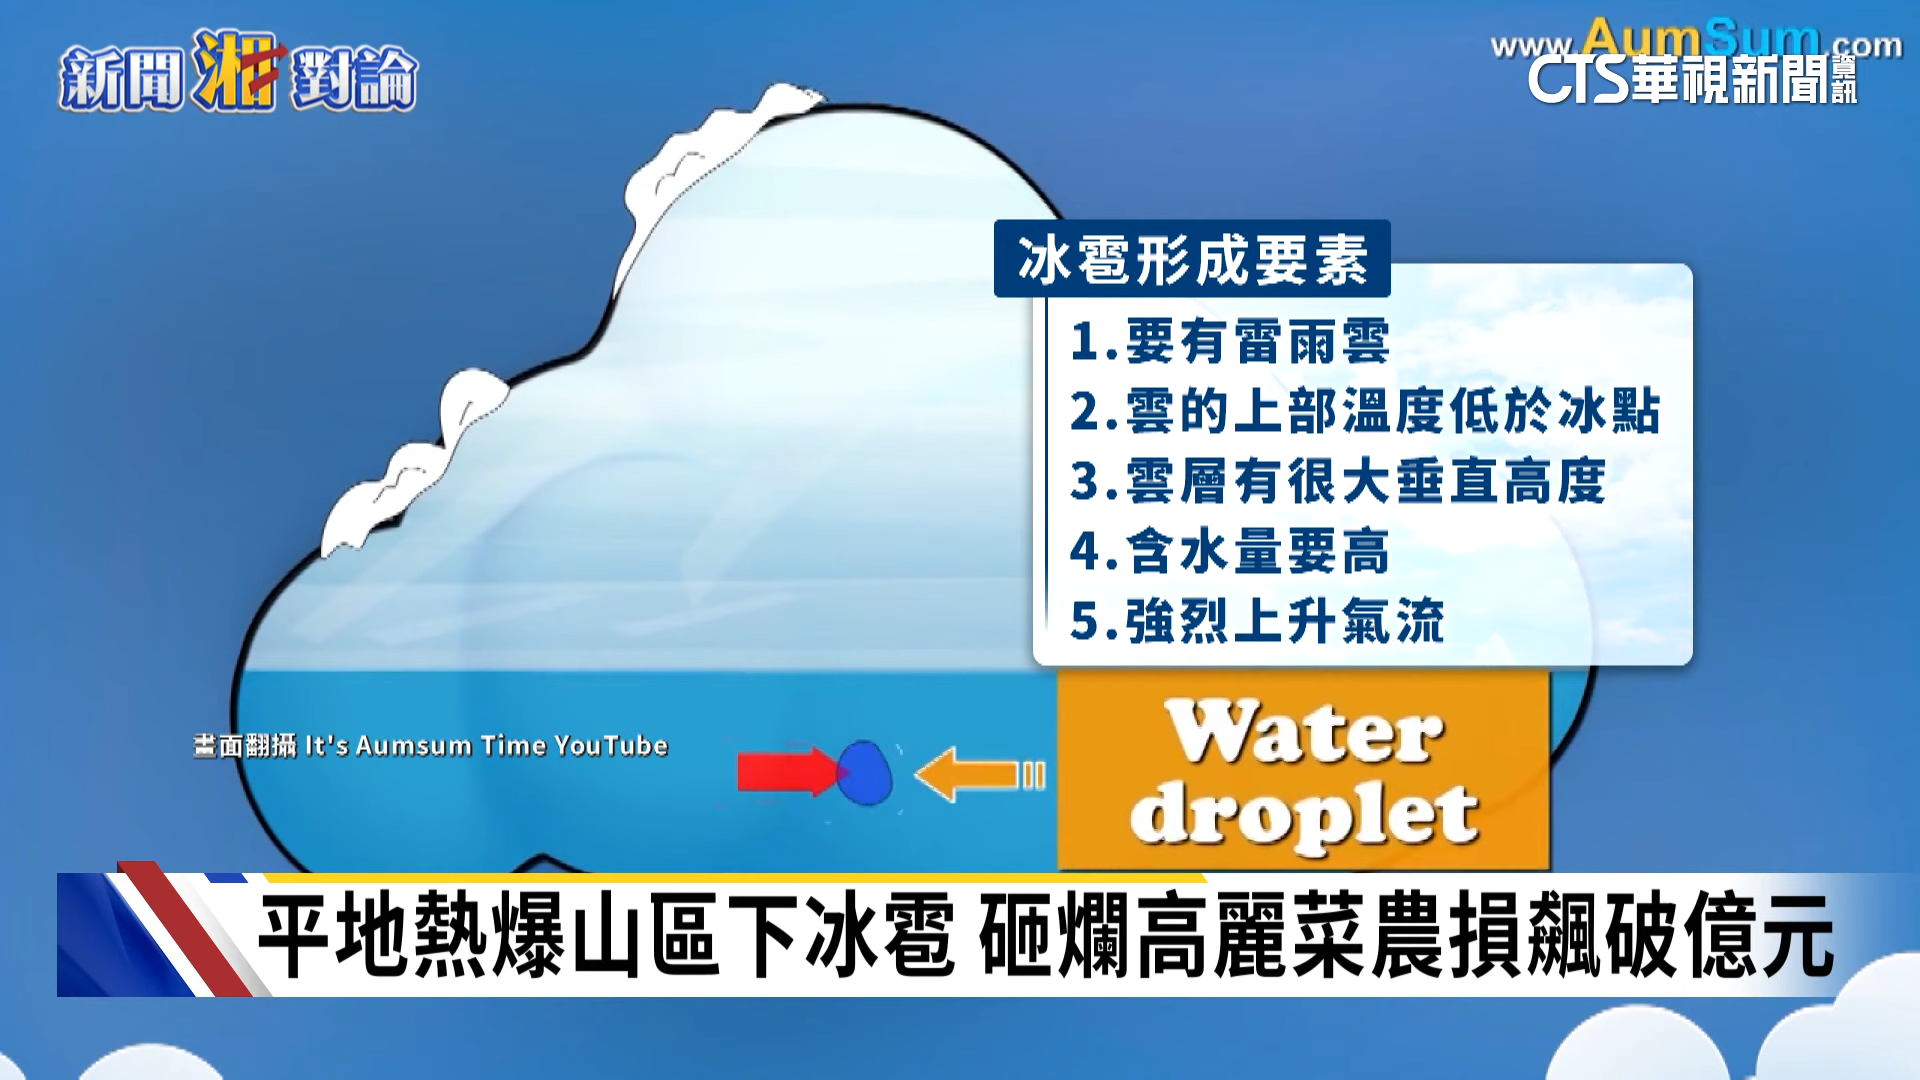 新聞湘對論
www.AumSum.com
CTS華視新聞資訊
冰雹形成要素
1.要有雷雨雲
2.雲的上部溫度低於冰點
3.雲層有很大垂直高度
4.含水量要高
5.強烈上升氣流
畫面翻攝 It's Aumsum Time YouTube
Water
droplet
平地熱爆山區下冰雹 砸爛高麗菜農損飆破億元